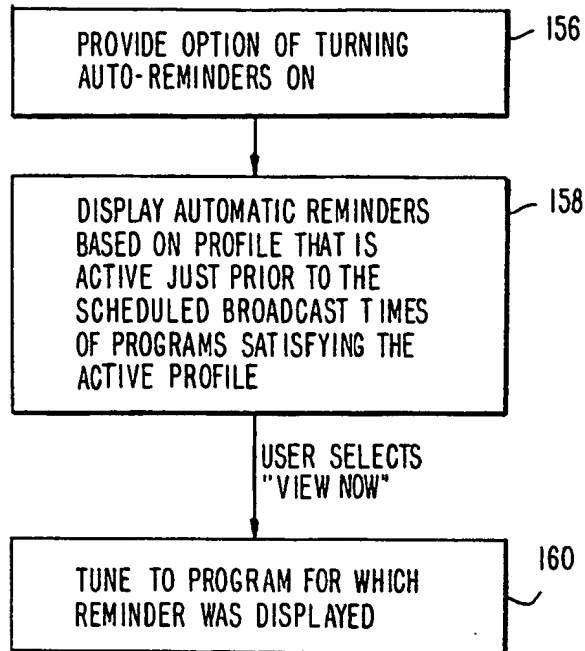 PROVIDE OPTION OF TURNING
AUTO-REMINDERS ON
156
DISPLAY AUTOMATIC REMINDERS
BASED ON PROFILE THAT IS
ACTIVE JUST PRIOR TO THE
SCHEDULED BROADCAST TIMES
OF PROGRAMS SATISFYING THE
ACTIVE PROFILE
158
USER SELECTS
"VIEW NOW"
TUNE TO PROGRAM FOR WHICH
REMINDER WAS DISPLAYED
160